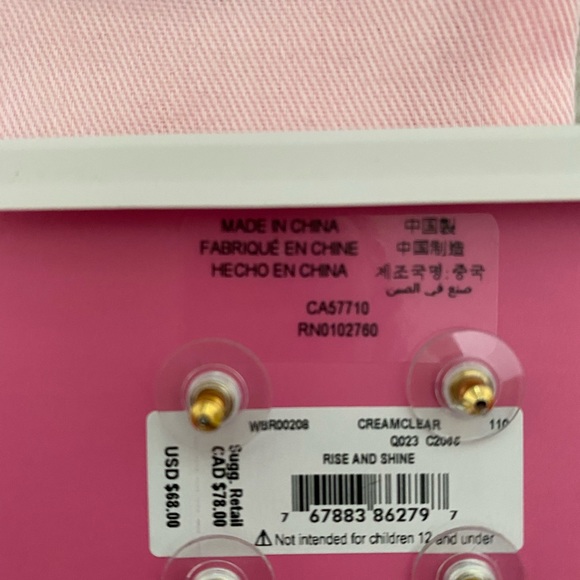 MADE IN CHINA 中国製
FABRIQUÉ EN CHINE 中国制造
HECHO EN CHINA 제조국명:중국
صنع في الصين
CA57710
RN0102760
WBR00208 CREAMCLEAR 110
Q023
RISE AND SHINE
Sugg. Retail
CAD $78.00
USD $68.00
7 67883 86279 7
⚠ Not intended for children 12 and under